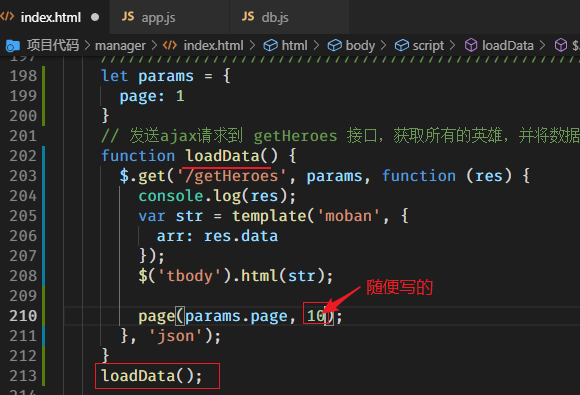 index.html ● JS app.js JS db.js
项目代码 > manager > index.html > html > body > script > loadData > $.
197 ////////////////////////////////////////////////
198 let params = {
199 page: 1
200 }
201 // 发送ajax请求到 getHeroes 接口，获取所有的英雄，并将数据
202 function loadData() {
203 $.get('/getHeroes', params, function (res) {
204 console.log(res);
205 var str = template('moban', {
206 arr: res.data
207 });
208 $('tbody').html(str);
随便写的
209
210 page(params.page, 10);
211 }, 'json');
212 }
213 loadData();